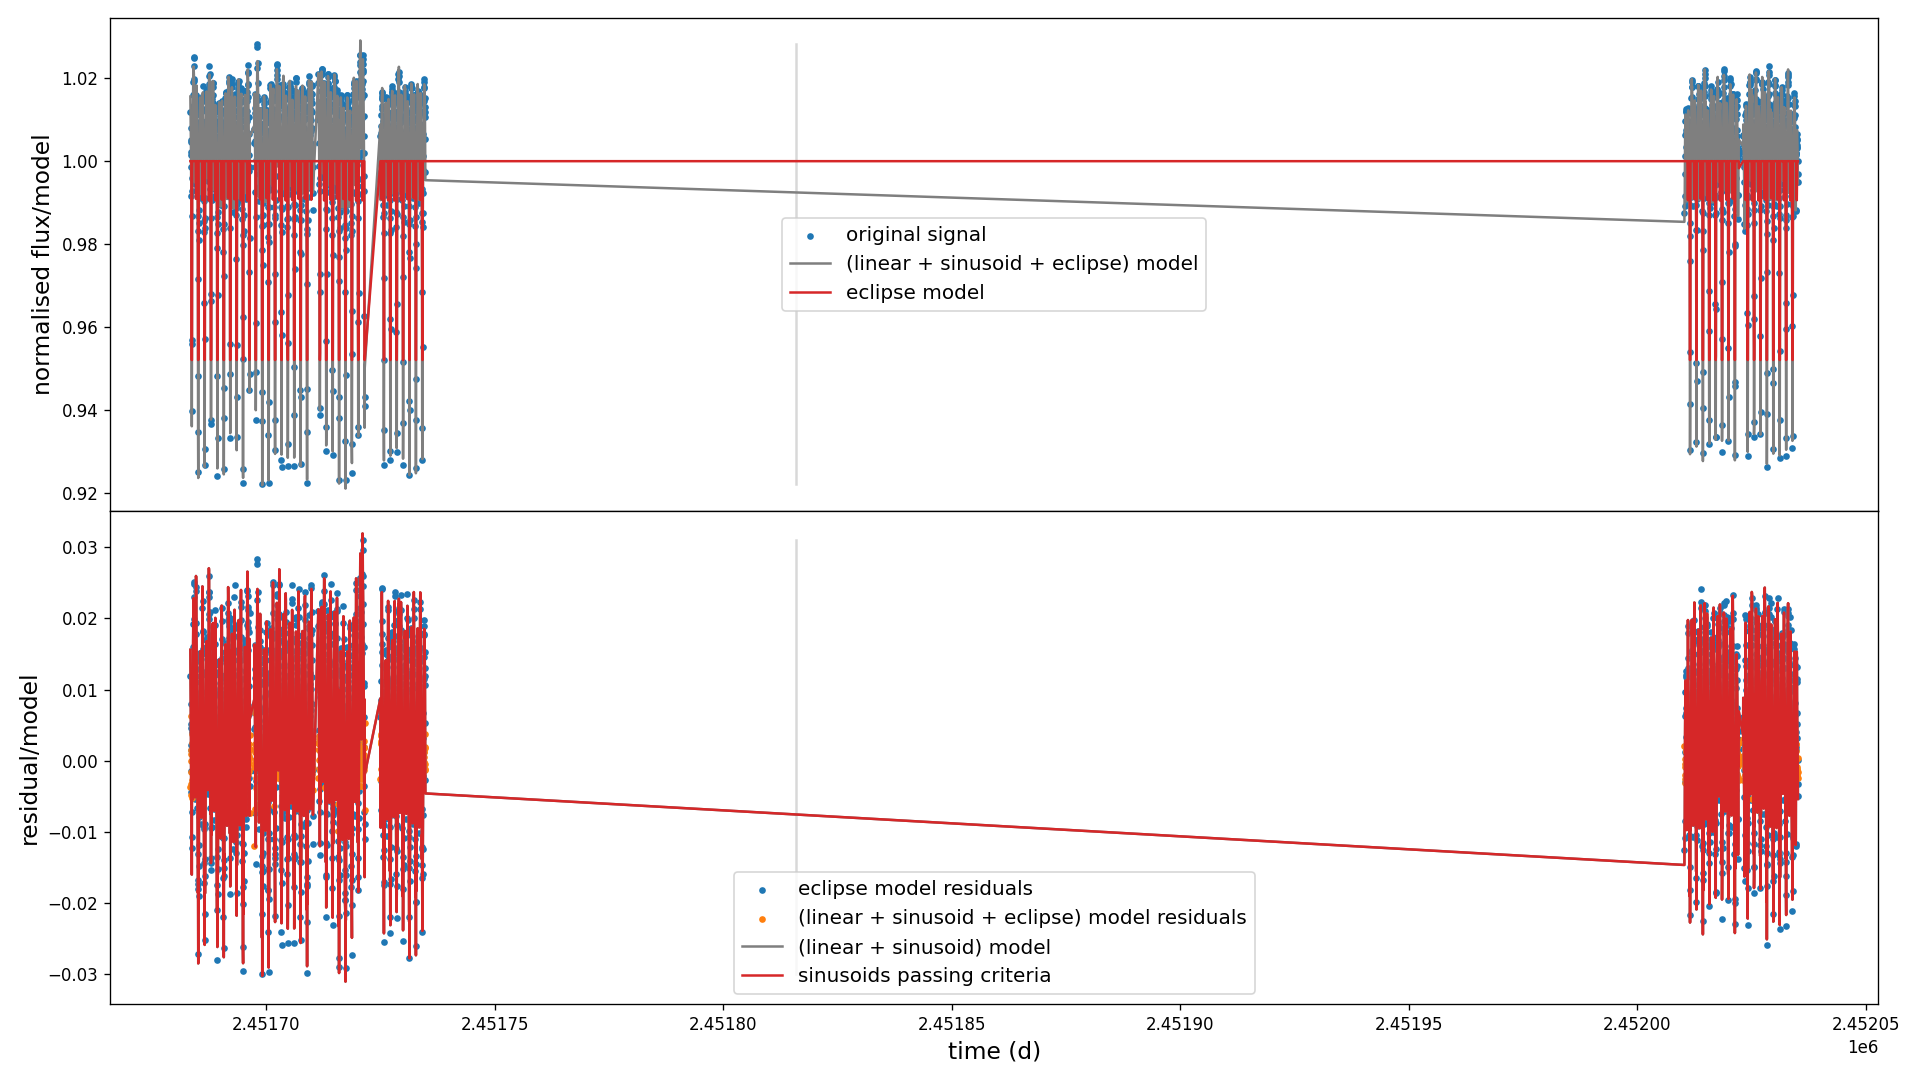 normalised flux/model
1.02
1.00
0.98
0.96
0.94
0.92
original signal
(linear + sinusoid + eclipse) model
eclipse model
residual/model
0.03
0.02
0.01
0.00
−0.01
−0.02
−0.03
eclipse model residuals
(linear + sinusoid + eclipse) model residuals
(linear + sinusoid) model
sinusoids passing criteria
2.45170 2.45175 2.45180 2.45185 2.45190 2.45195 2.45200 2.45205
1e6
time (d)